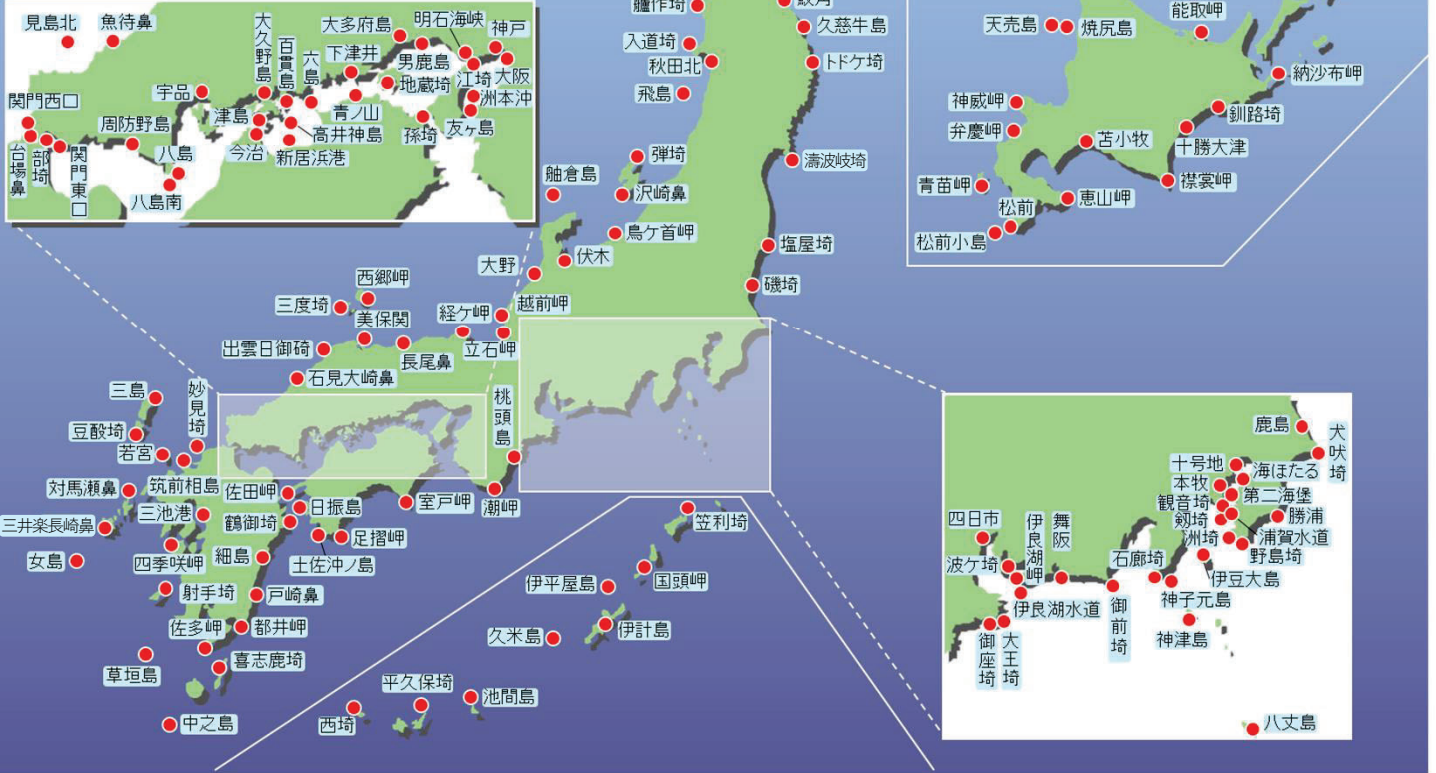 見島北
魚待鼻
大久野島
百貫島
六島
大多府島
下津井
明石海峡
神戸
男鹿島
地蔵埼
江埼
大阪
洲本沖
友ヶ島
宇品
関門西口
台場鼻
部埼
関門東口
周防野島
八島
八島南
津島
今治
青ノ山
高井神島
新居浜港
孫埼
艫作埼
入道埼
秋田北
飛島
久慈牛島
トドケ埼
弾埼
舳倉島
沢崎鼻
鳥ケ首岬
濤波岐埼
塩屋埼
磯埼
伏木
大野
越前岬
経ケ岬
立石岬
西郷岬
三度埼
美保関
長尾鼻
出雲日御碕
石見大崎鼻
桃頭島
天売島
焼尻島
能取岬
納沙布岬
釧路埼
十勝大津
襟裳岬
苫小牧
恵山岬
神威岬
弁慶岬
青苗岬
松前
松前小島
三島
豆酘埼
若宮
妙見埼
筑前相島
対馬瀬鼻
三井楽長崎鼻
女島
三池港
四季咲岬
射手埼
佐田岬
日振島
鶴御埼
足摺岬
土佐沖ノ島
細島
戸崎鼻
都井岬
佐多岬
喜志鹿埼
草垣島
中之島
室戸岬
潮岬
笠利埼
国頭岬
伊平屋島
伊計島
久米島
池間島
平久保埼
西埼
鹿島
犬吠埼
十号地
海ほたる
本牧
第二海堡
観音埼
勝浦
剱埼
浦賀水道
洲埼
野島埼
伊豆大島
四日市
伊良湖岬
舞阪
石廊埼
波ケ埼
伊良湖水道
御前埼
神子元島
神津島
御座埼
大王埼
八丈島